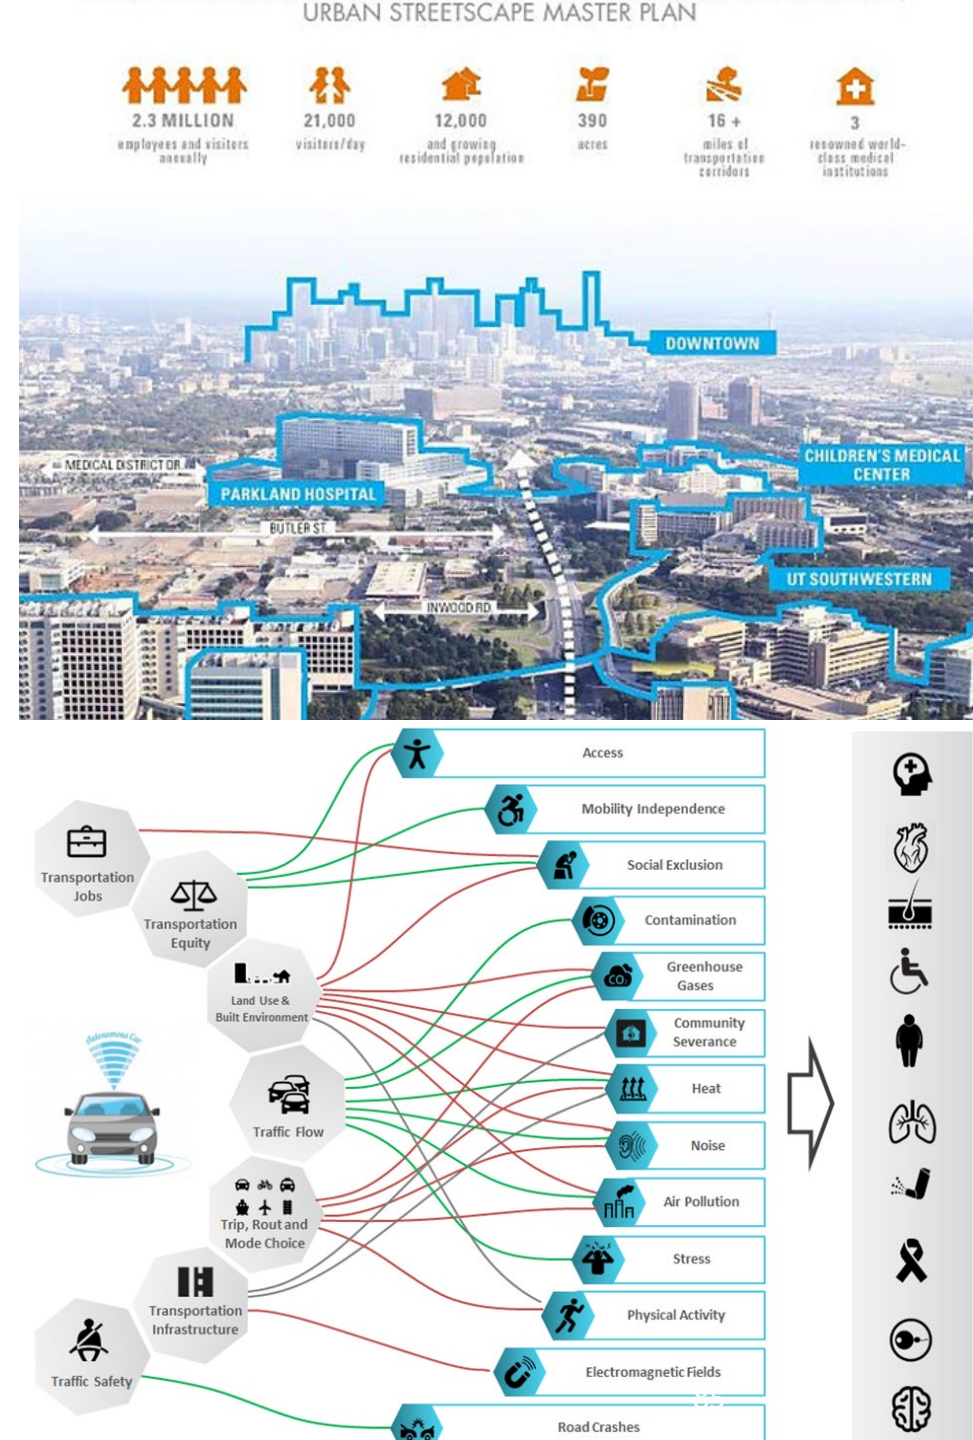 URBAN STREETSCAPE MASTER PLAN
2.3 MILLION
employees and visitors
annually
21,000
visitors/day
12,000
and growing
residential population
390
acres
16 +
miles of
transportation
corridors
3
renowned world-
class medical
institutions
DOWNTOWN
MEDICAL DISTRICT DR.
PARKLAND HOSPITAL
CHILDREN'S MEDICAL
CENTER
BUTLER ST.
UT SOUTHWESTERN
INWOOD RD.
Access
Mobility Independence
Transportation
Jobs
Social Exclusion
Transportation
Equity
Contamination
Land Use &
Built Environment
Greenhouse
Gases
CO2
Community
Severance
Autonomous Car
Heat
Traffic Flow
Noise
Trip, Rout and
Mode Choice
Air Pollution
Stress
Transportation
Infrastructure
Physical Activity
Traffic Safety
Electromagnetic Fields
85
Road Crashes